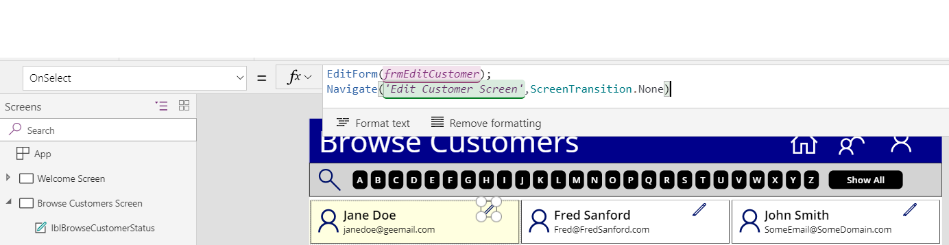 OnSelect
=
fx
EditForm(frmEditCustomer);
Navigate('Edit Customer Screen',ScreenTransition.None)
Format text
Remove formatting
Screens
Search
App
Welcome Screen
Browse Customers Screen
lblBrowseCustomerStatus
Browse Customers
A B C D E F G H I J K L M N O P Q R S T U V W X Y Z Show All
Jane Doe
janedoe@geemail.com
Fred Sanford
Fred@FredSanford.com
John Smith
SomeEmail@SomeDomain.com